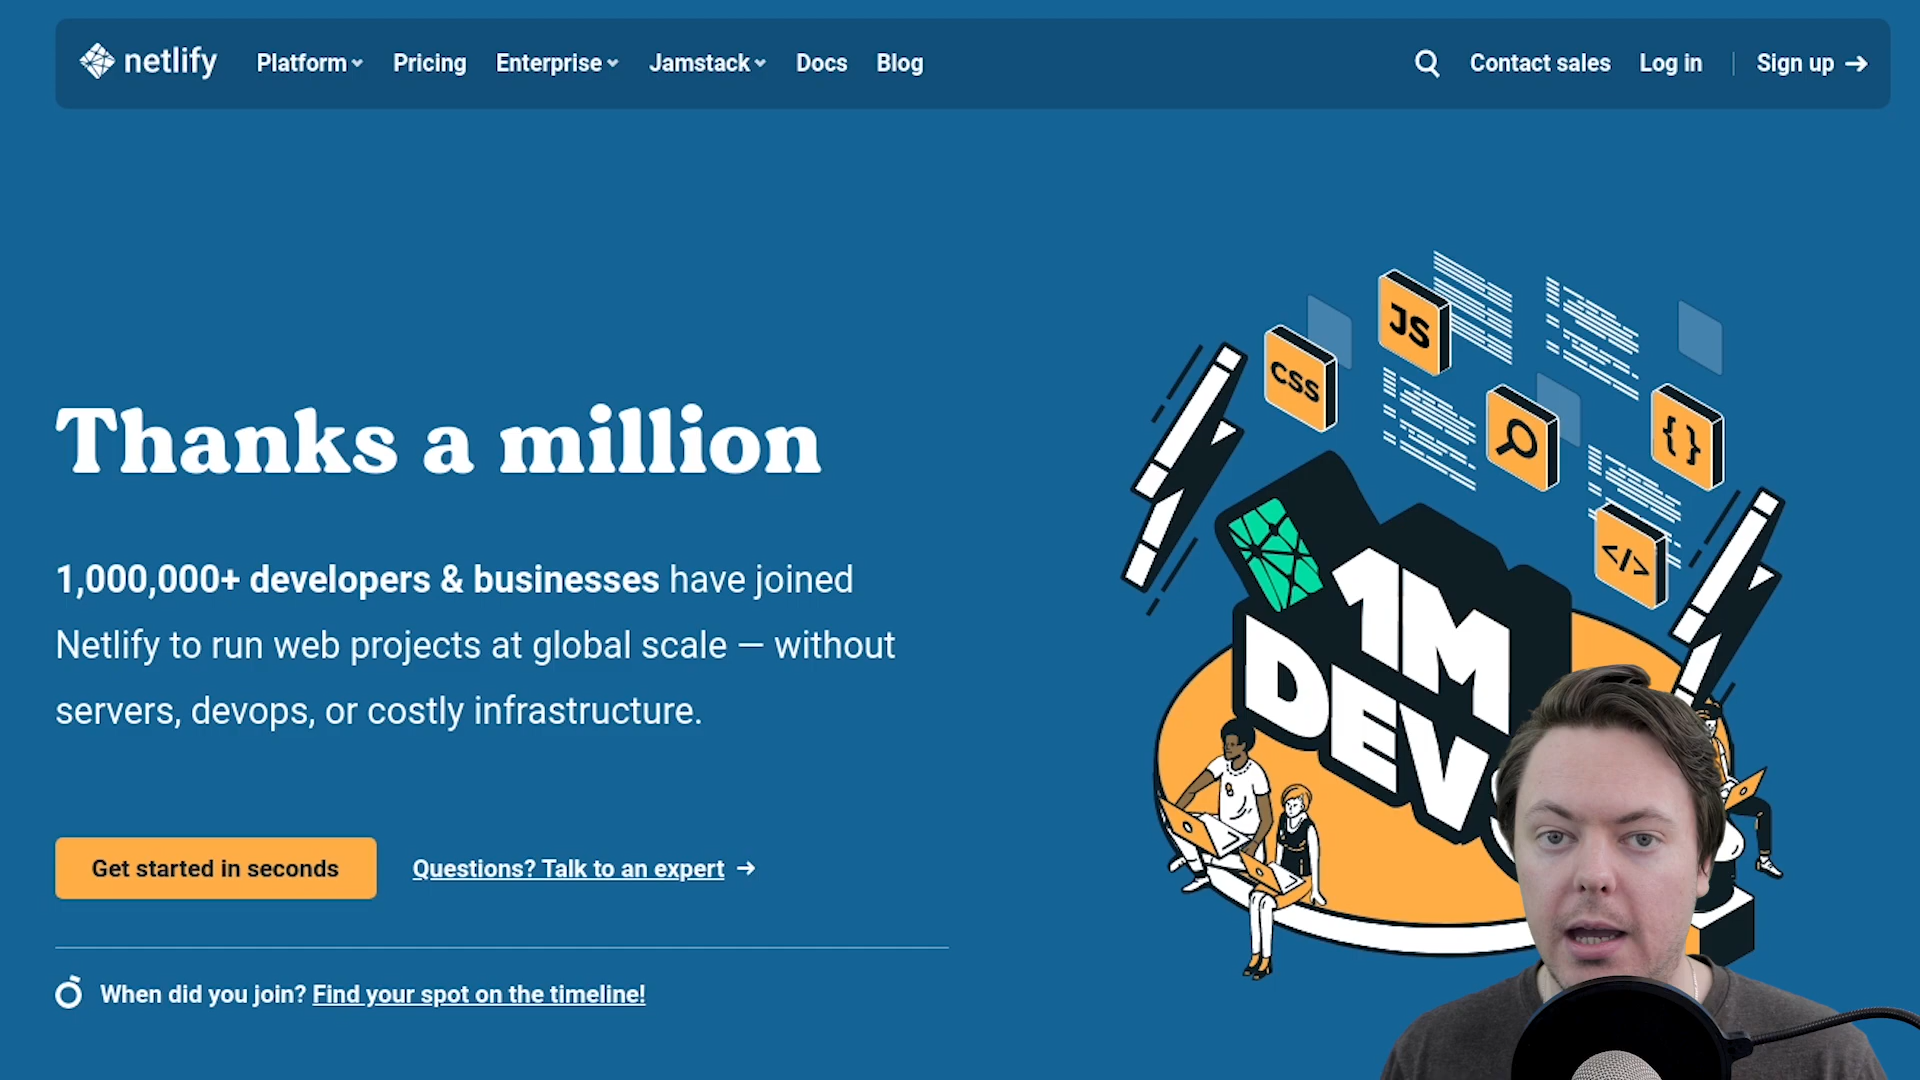 netlify
Platform
Pricing
Enterprise
Jamstack
Docs
Blog
Contact sales
Log in
Sign up
Thanks a million
1,000,000+ developers & businesses have joined
Netlify to run web projects at global scale — without
servers, devops, or costly infrastructure.
Get started in seconds
Questions? Talk to an expert
When did you join? Find your spot on the timeline!
JS
CSS
{ }
</>
1M
DEVS